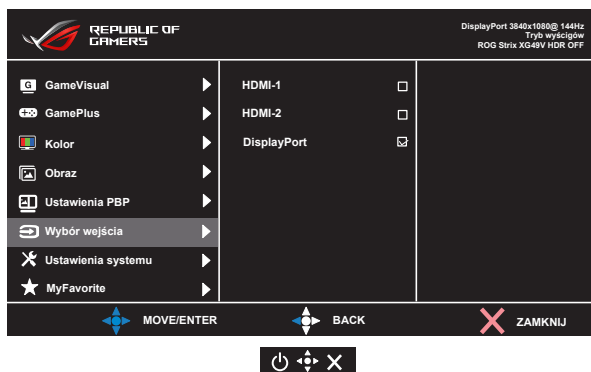 REPUBLIC OF
GAMERS
DisplayPort 3840x1080@ 144Hz
Tryb wyścigów
ROG Strix XG49V HDR OFF
G GameVisual
GamePlus
Kolor
Obraz
Ustawienia PBP
Wybór wejścia
Ustawienia systemu
MyFavorite
HDMI-1
HDMI-2
DisplayPort
MOVE/ENTER
BACK
ZAMKNIJ